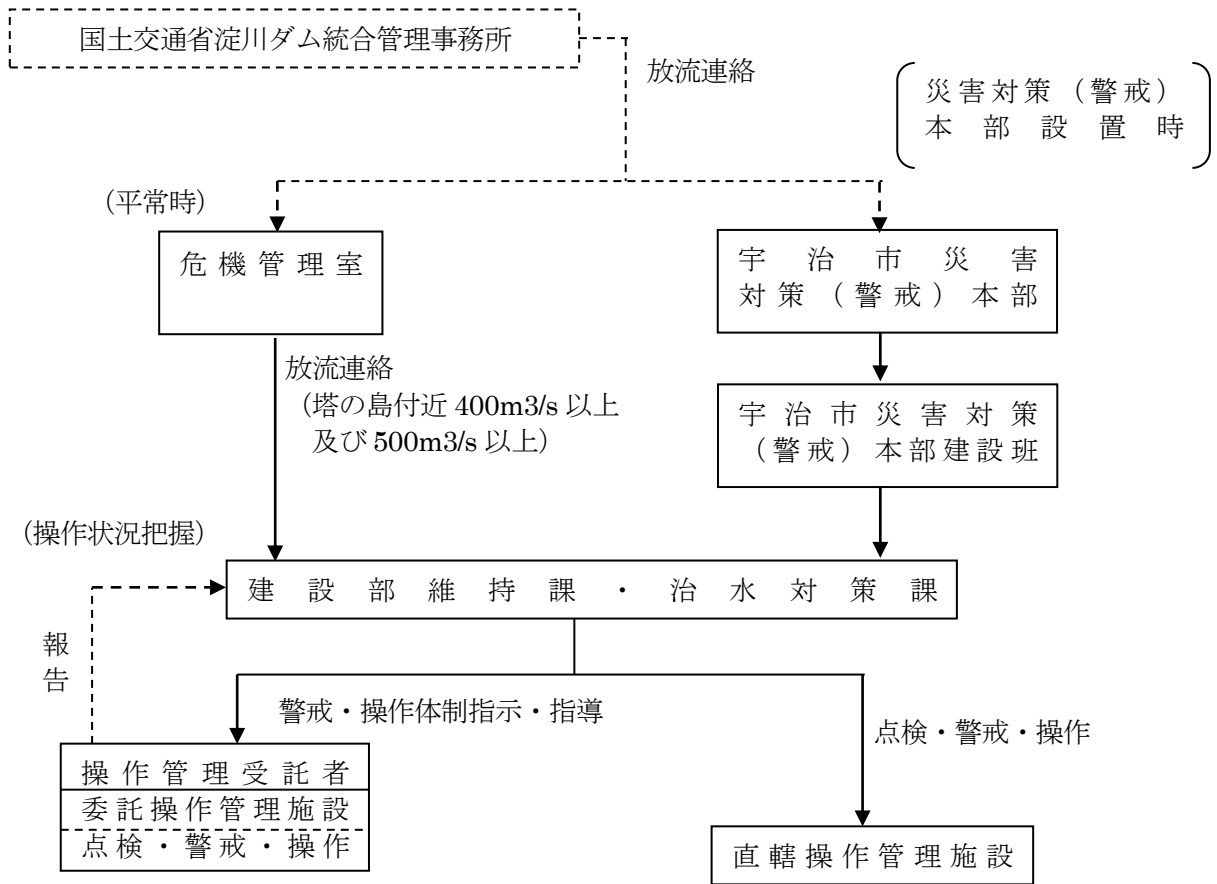 国土交通省淀川ダム統合管理事務所
放流連絡
災害対策（警戒）
本部設置時
(平常時)
危機管理室
宇治市災害
対策（警戒）本部
放流連絡
（塔の島付近 400m3/s 以上
及び 500m3/s 以上）
宇治市災害対策
（警戒）本部建設班
(操作状況把握)
建設部維持課・治水対策課
報
告
警戒・操作体制指示・指導
点検・警戒・操作
操作管理受託者
委託操作管理施設
点検・警戒・操作
直轄操作管理施設